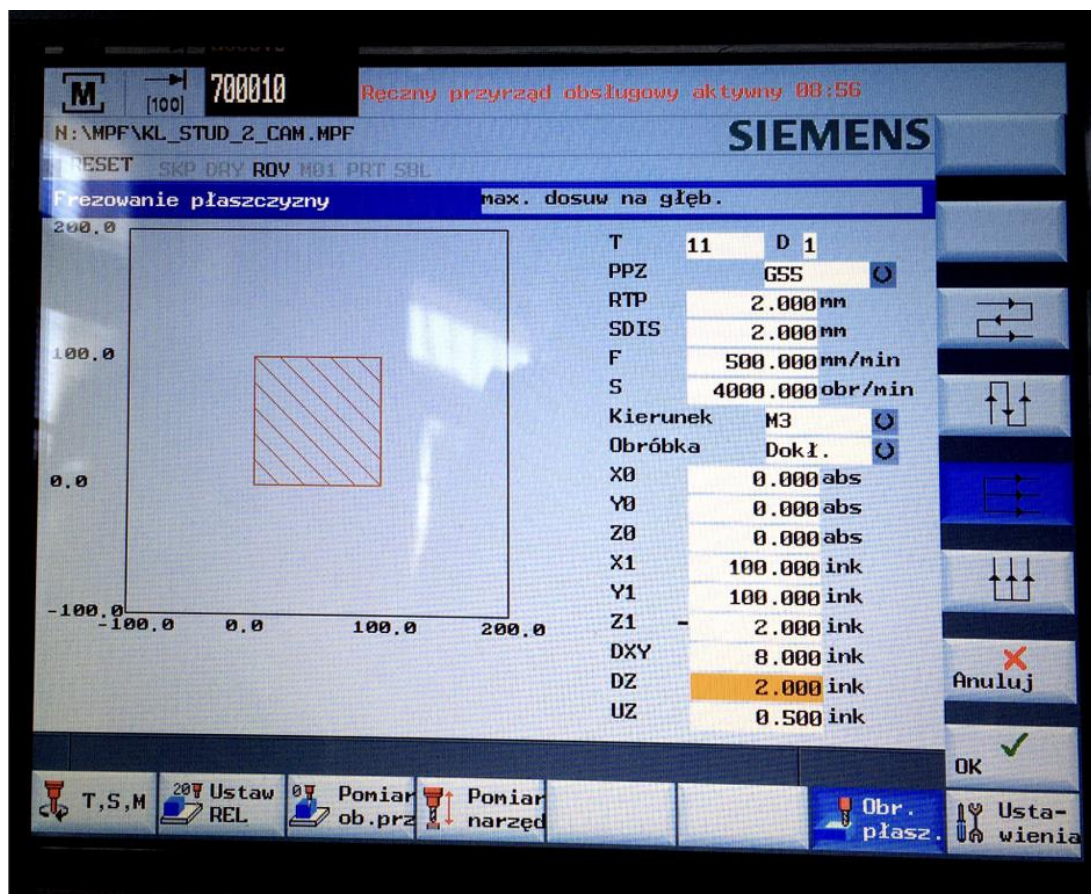 M [100] 700010 Ręczny przyrząd obsługowy aktywny 08:56
N:\MPF\KL_STUD_2_CAM.MPF
SIEMENS
RESET SKP DRY ROV M01 PRT SBL
Frezowanie płaszczyzny max. dosuw na głęb.
200.0
100.0
0.0
-100.0
-100.0 0.0 100.0 200.0
T 11 D 1
PPZ G55
RTP 2.000 mm
SDIS 2.000 mm
F 500.000 mm/min
S 4000.000 obr/min
Kierunek M3
Obróbka Dokł.
X0 0.000 abs
Y0 0.000 abs
Z0 0.000 abs
X1 100.000 ink
Y1 100.000 ink
Z1 - 2.000 ink
DXY 8.000 ink
DZ 2.000 ink
UZ 0.500 ink
Anuluj
OK
T,S,M
20 Ustaw
REL
0 Pomiar
ob.prz
Pomiar
narzęd
Obr.
płasz.
Usta-
wienia